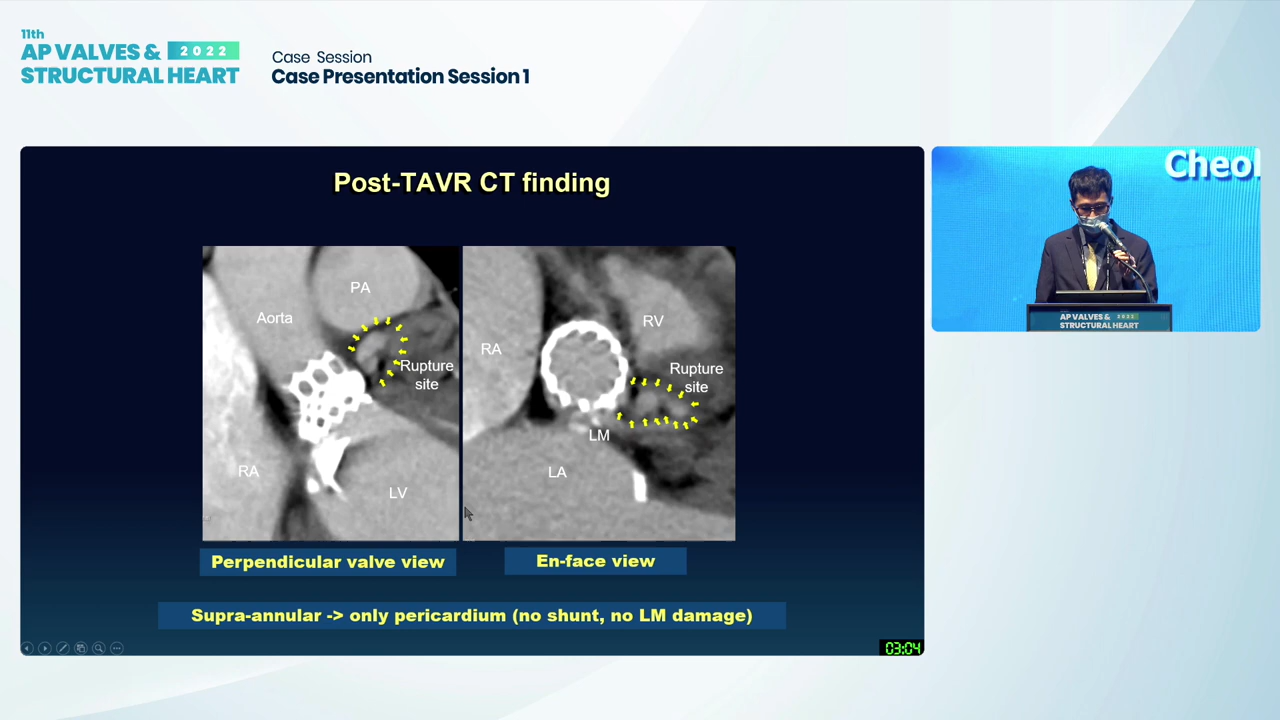 11th
AP VALVES & 2022
STRUCTURAL HEART
Case Session
Case Presentation Session 1
Cheol
Post-TAVR CT finding
PA
Aorta
Rupture
site
RA
LV
RV
RA
Rupture
site
LM
LA
Perpendicular valve view
En-face view
Supra-annular -> only pericardium (no shunt, no LM damage)
03:04
AP VALVES & 2022
STRUCTURAL HEART